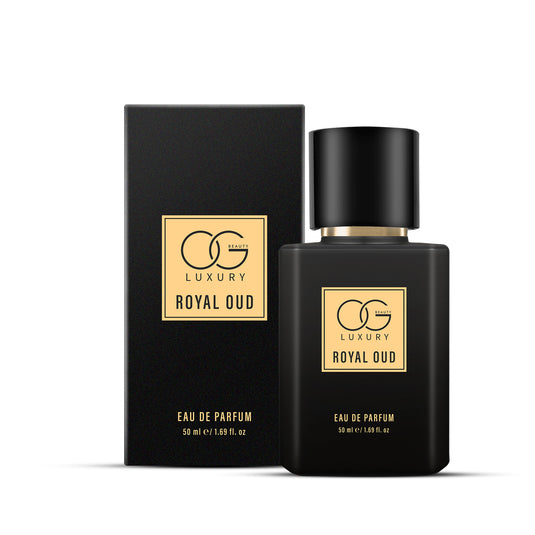 OG
BEAUTY
LUXURY
ROYAL OUD
EAU DE PARFUM
50 ml ℮/ 1.69 fl. oz
OG
BEAUTY
LUXURY
ROYAL OUD
EAU DE PARFUM
50 ml ℮/ 1.69 fl. oz